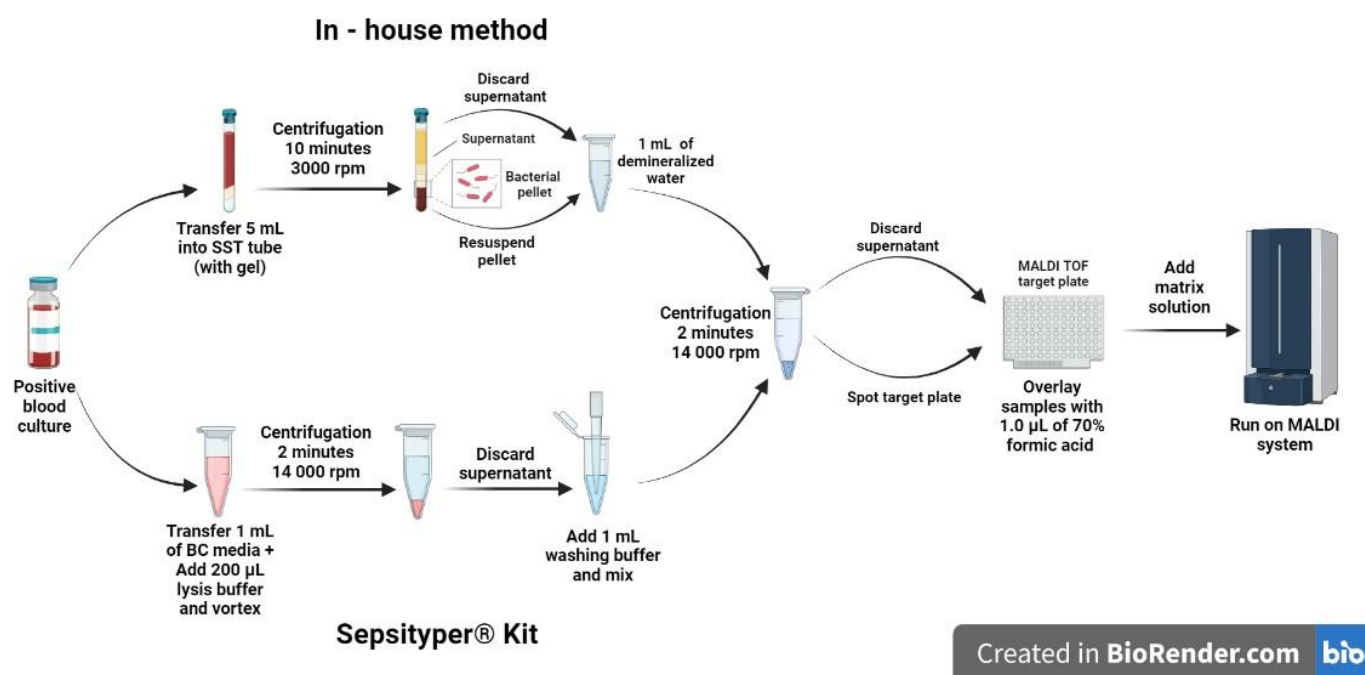 In - house method
Discard
supernatant
Centrifugation
10 minutes
3000 rpm
Supernatant
Bacterial
pellet
1 mL of
demineralized
water
Transfer 5 mL
into SST tube
(with gel)
Resuspend
pellet
Positive
blood
culture
Centrifugation
2 minutes
14 000 rpm
Discard
supernatant
MALDI TOF
target plate
Add
matrix
solution
Spot target plate
Overlay
samples with
1.0 µL of 70%
formic acid
Run on MALDI
system
Centrifugation
2 minutes
14 000 rpm
Discard
supernatant
Transfer 1 mL
of BC media +
Add 200 µL
lysis buffer
and vortex
Add 1 mL
washing buffer
and mix
Sepsityper® Kit
Created in BioRender.com bio